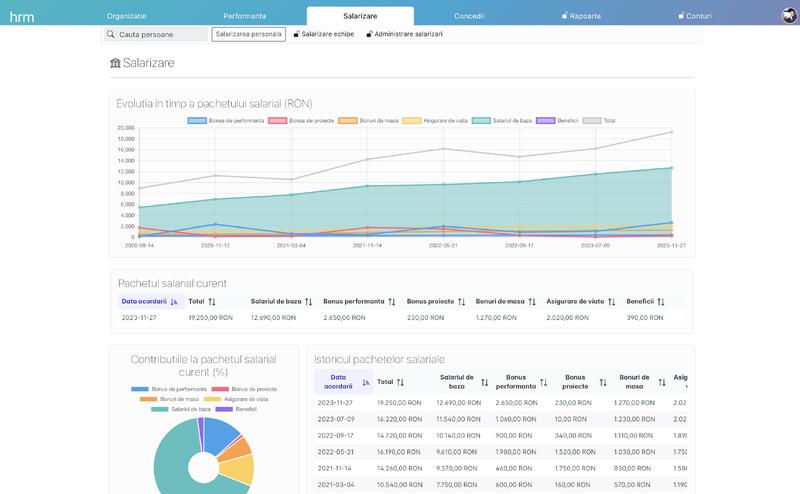 hrm
Organizatie
Performanta
Salarizare
Concedii
Rapoarte
Conturi
Cauta persoane
Salarizarea personala
Salarizare echipe
Administrare salarizari
Salarizare
Evolutia in timp a pachetului salarial (RON)
Bonus de performanta
Bonus de proiecte
Bonuri de masa
Asigurare de viata
Salariul de baza
Beneficii
Total
20,000
18,000
16,000
14,000
12,000
10,000
8,000
6,000
4,000
2,000
0
2020-08-14 2020-11-13 2021-03-04 2021-11-14 2022-05-21 2022-09-17 2023-07-09 2023-11-27
Pachetul salarial curent
Data acordarii Total Salariul de baza Bonus performanta Bonus proiecte Bonuri de masa Asigurare de viata Beneficii
2023-11-27 19.250,00 RON 12.690,00 RON 2.650,00 RON 230,00 RON 1.270,00 RON 2.020,00 RON 390,00 RON
Contributiile la pachetul salarial
curent (%)
Bonus de performanta Bonus de proiecte
Bonuri de masa Asigurare de viata
Salariul de baza Beneficii
Istoricul pachetelor salariale
Data acordarii Total Salariul de baza Bonus performanta Bonus proiecte Bonuri de masa Asig
2023-11-27 19.250,00 RON 12.690,00 RON 2.650,00 RON 230,00 RON 1.270,00 RON 2.02
2023-07-09 16.220,00 RON 11.540,00 RON 1.060,00 RON 10,00 RON 1.230,00 RON 2.02
2022-09-17 14.720,00 RON 10.140,00 RON 900,00 RON 340,00 RON 1.110,00 RON 1.890
2022-05-21 16.190,00 RON 9.610,00 RON 1.980,00 RON 1.520,00 RON 1.030,00 RON 1.750
2021-11-14 14.260,00 RON 9.370,00 RON 460,00 RON 1.750,00 RON 830,00 RON 1.580
2021-03-04 10.540,00 RON 7.750,00 RON 600,00 RON 160,00 RON 570,00 RON 1.190